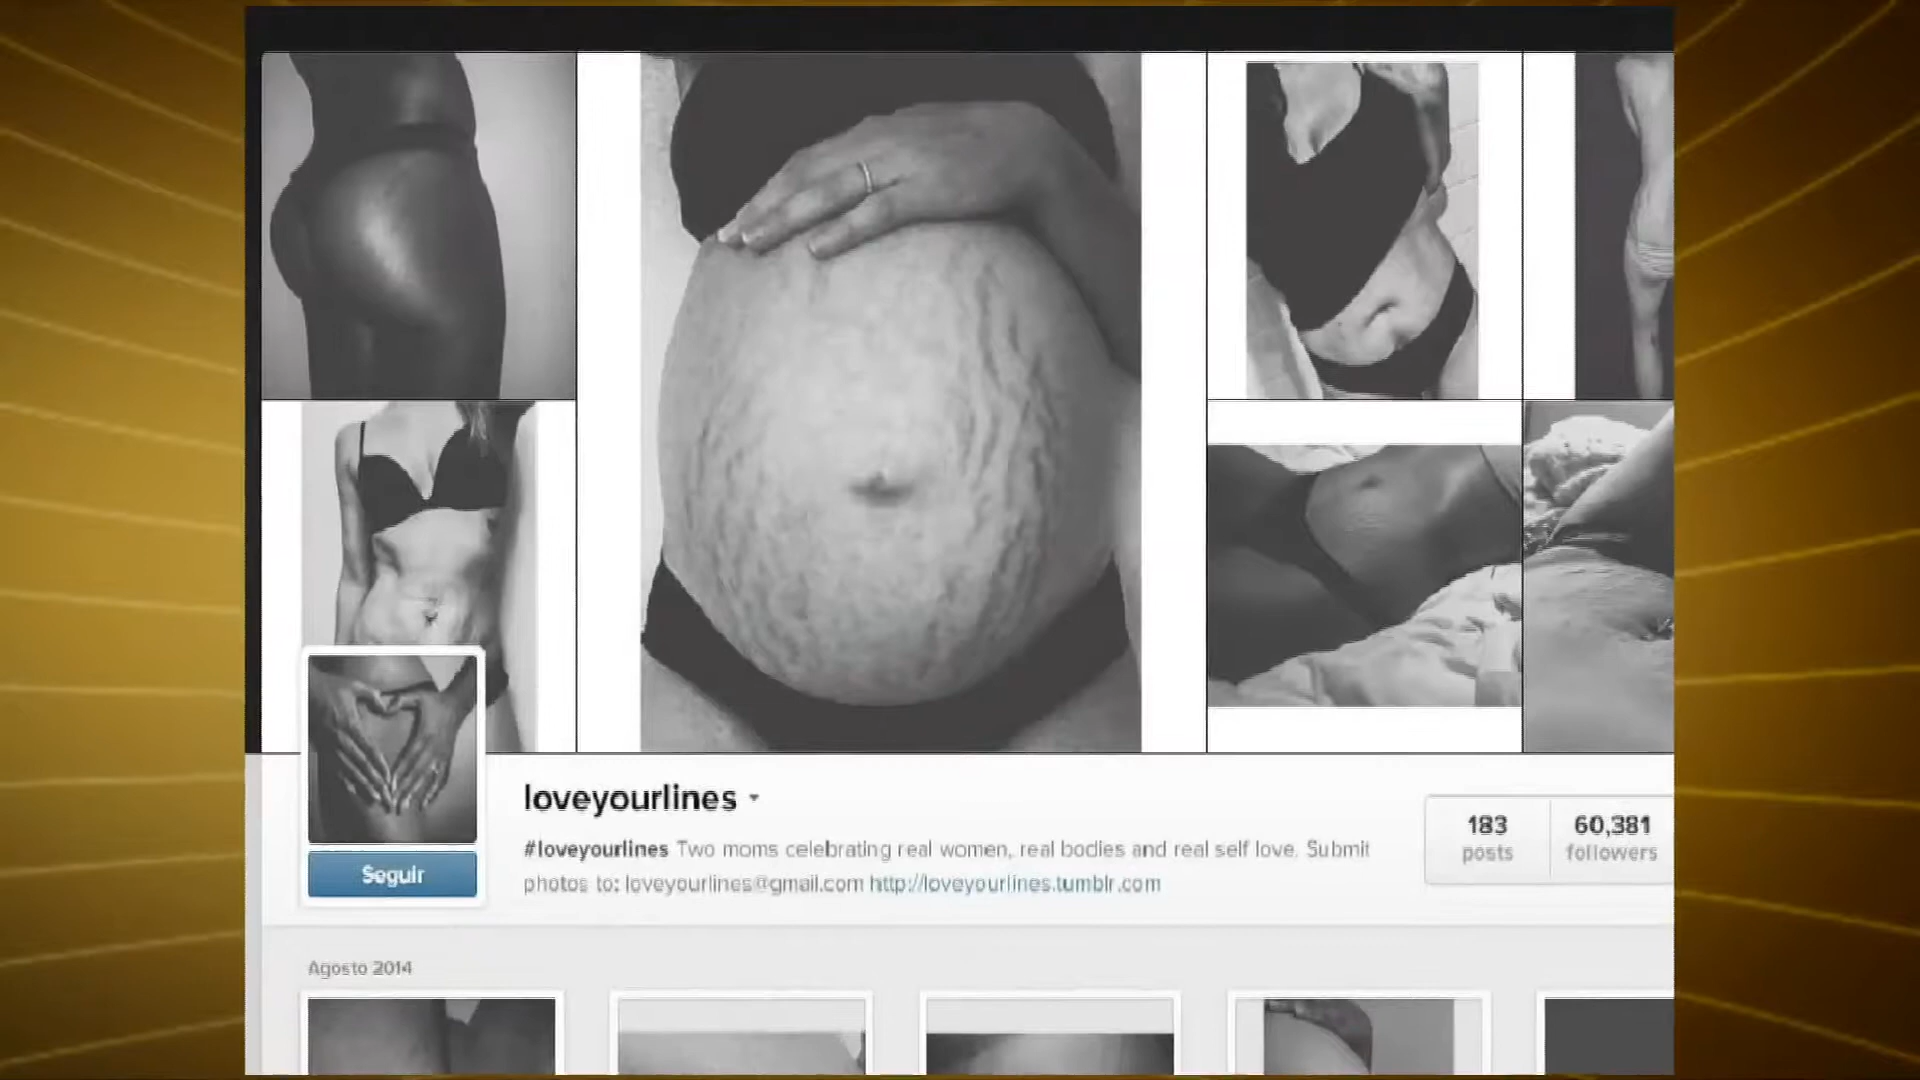 loveyourlines
#loveyourlines Two moms celebrating real women, real bodies and real self love. Submit
photos to: loveyourlines@gmail.com http://loveyourlines.tumblr.com
Seguir
183
posts
60,381
followers
Agosto 2014